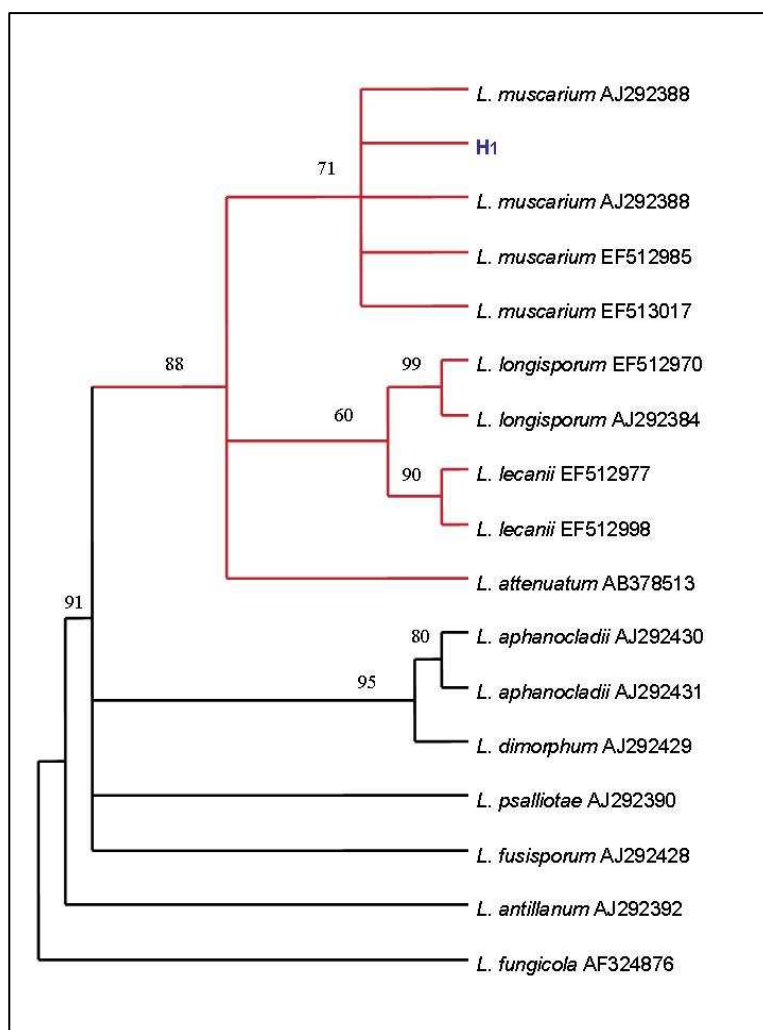 L. muscarium AJ292388
H1
71
L. muscarium AJ292388
L. muscarium EF512985
L. muscarium EF513017
88
99
L. longisporum EF512970
60
L. longisporum AJ292384
90
L. lecanii EF512977
L. lecanii EF512998
L. attenuatum AB378513
91
80
L. aphanocladii AJ292430
95
L. aphanocladii AJ292431
L. dimorphum AJ292429
L. psalliotae AJ292390
L. fusisporum AJ292428
L. antillanum AJ292392
L. fungicola AF324876